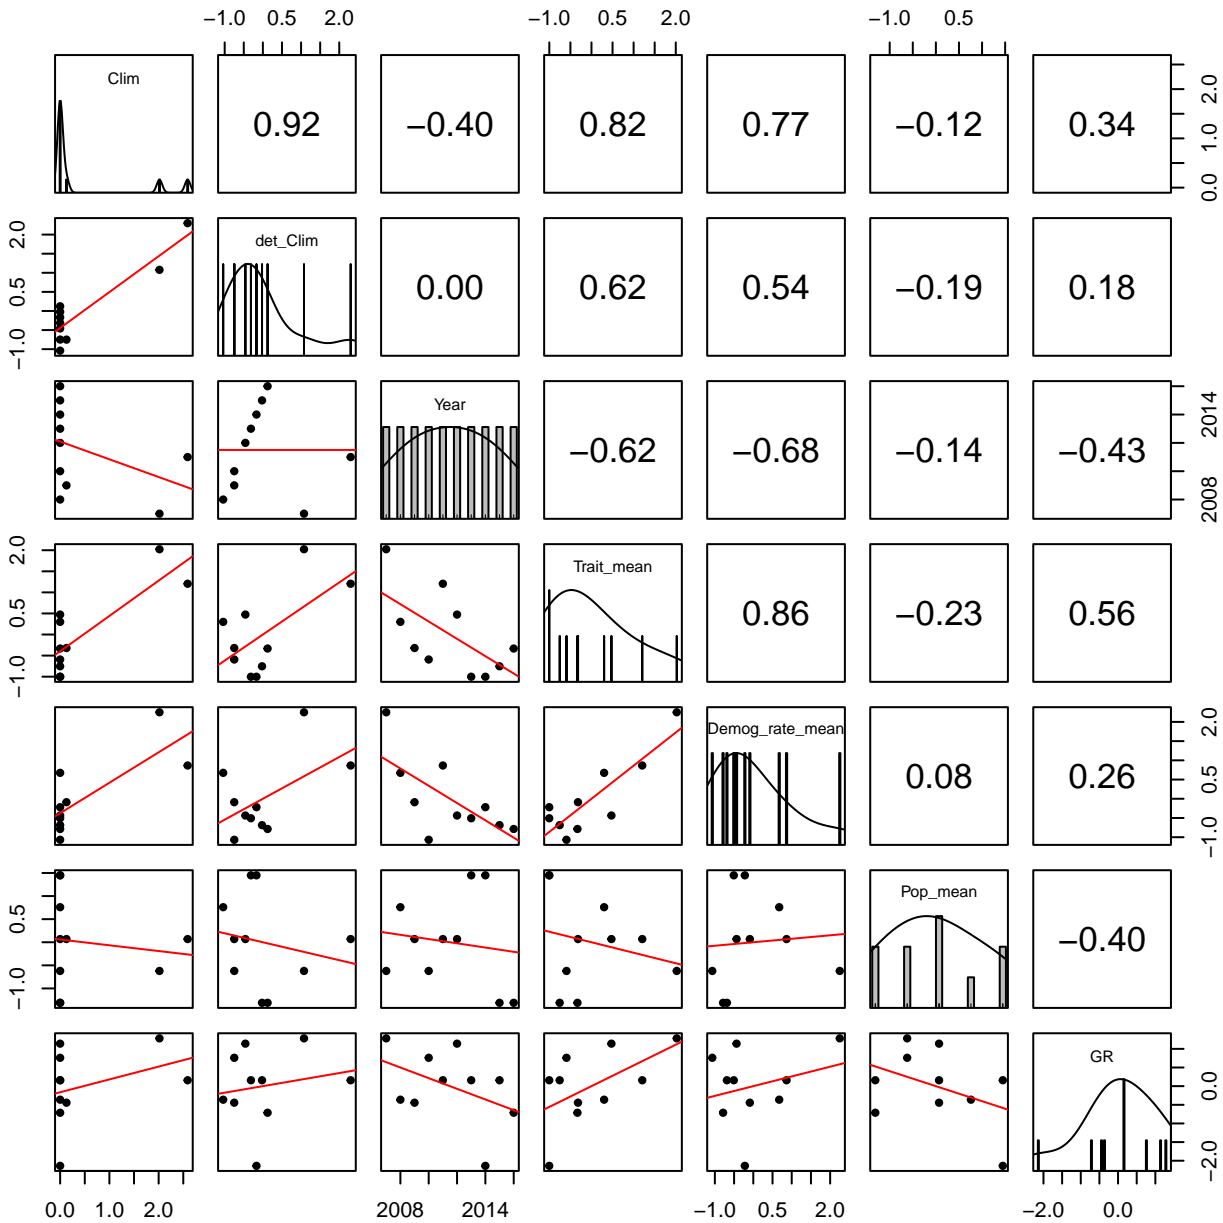 −1.0 0.5 2.0 −1.0 0.5 2.0 −1.0 0.5
Clim 0.92 −0.40 0.82 0.77 −0.12 0.34 0.0 1.0 2.0
−1.0 0.5 2.0 det_Clim 0.00 0.62 0.54 −0.19 0.18
Year −0.62 −0.68 −0.14 −0.43 2008 2014
−1.0 0.5 2.0 Trait_mean 0.86 −0.23 0.56
Demog_rate_mean 0.08 0.26 −1.0 0.5 2.0
−1.0 0.5 Pop_mean −0.40
GR −2.0 0.0
0.0 1.0 2.0 2008 2014 −1.0 0.5 2.0 −2.0 0.0